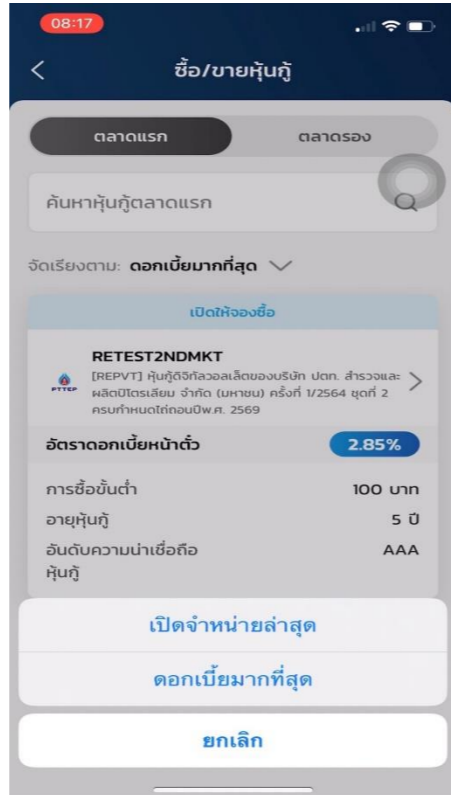 08:17
ซื้อ/ขายหุ้นกู้
ตลาดแรก
ตลาดรอง
ค้นหาหุ้นกู้ตลาดแรก
จัดเรียงตาม: ดอกเบี้ยมากที่สุด
เปิดให้จองซื้อ
RETEST2NDMKT
[REPVT] หุ้นกู้ดิจิทัลวอลเล็ตของบริษัท ปตท. สำรวจและ
ผลิตปิโตรเลียม จำกัด (มหาชน) ครั้งที่ 1/2564 ชุดที่ 2
ครบกำหนดไถ่ถอนปีพ.ศ. 2569
PTTEP
อัตราดอกเบี้ยหน้าตั๋ว 2.85%
การซื้อขั้นต่ำ 100 บาท
อายุหุ้นกู้ 5 ปี
อันดับความน่าเชื่อถือ AAA
หุ้นกู้
เปิดจำหน่ายล่าสุด
ดอกเบี้ยมากที่สุด
ยกเลิก